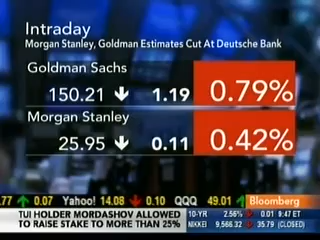 Intraday
Morgan Stanley, Goldman Estimates Cut At Deutsche Bank
Goldman Sachs
150.21 ↓ 1.19 0.79%
Morgan Stanley
25.95 ↓ 0.11 0.42%
.77 ↑ 0.07 Yahoo! 14.08 ↓ 0.10 QQQ 49.01 ↑
Bloomberg
TUI HOLDER MORDASHOV ALLOWED
TO RAISE STAKE TO MORE THAN 25%
10-YR 2.56% ↓ 0.01 9:47 ET
NIKKEI 9,566.32 ↓ 35.79 (CLOSED)